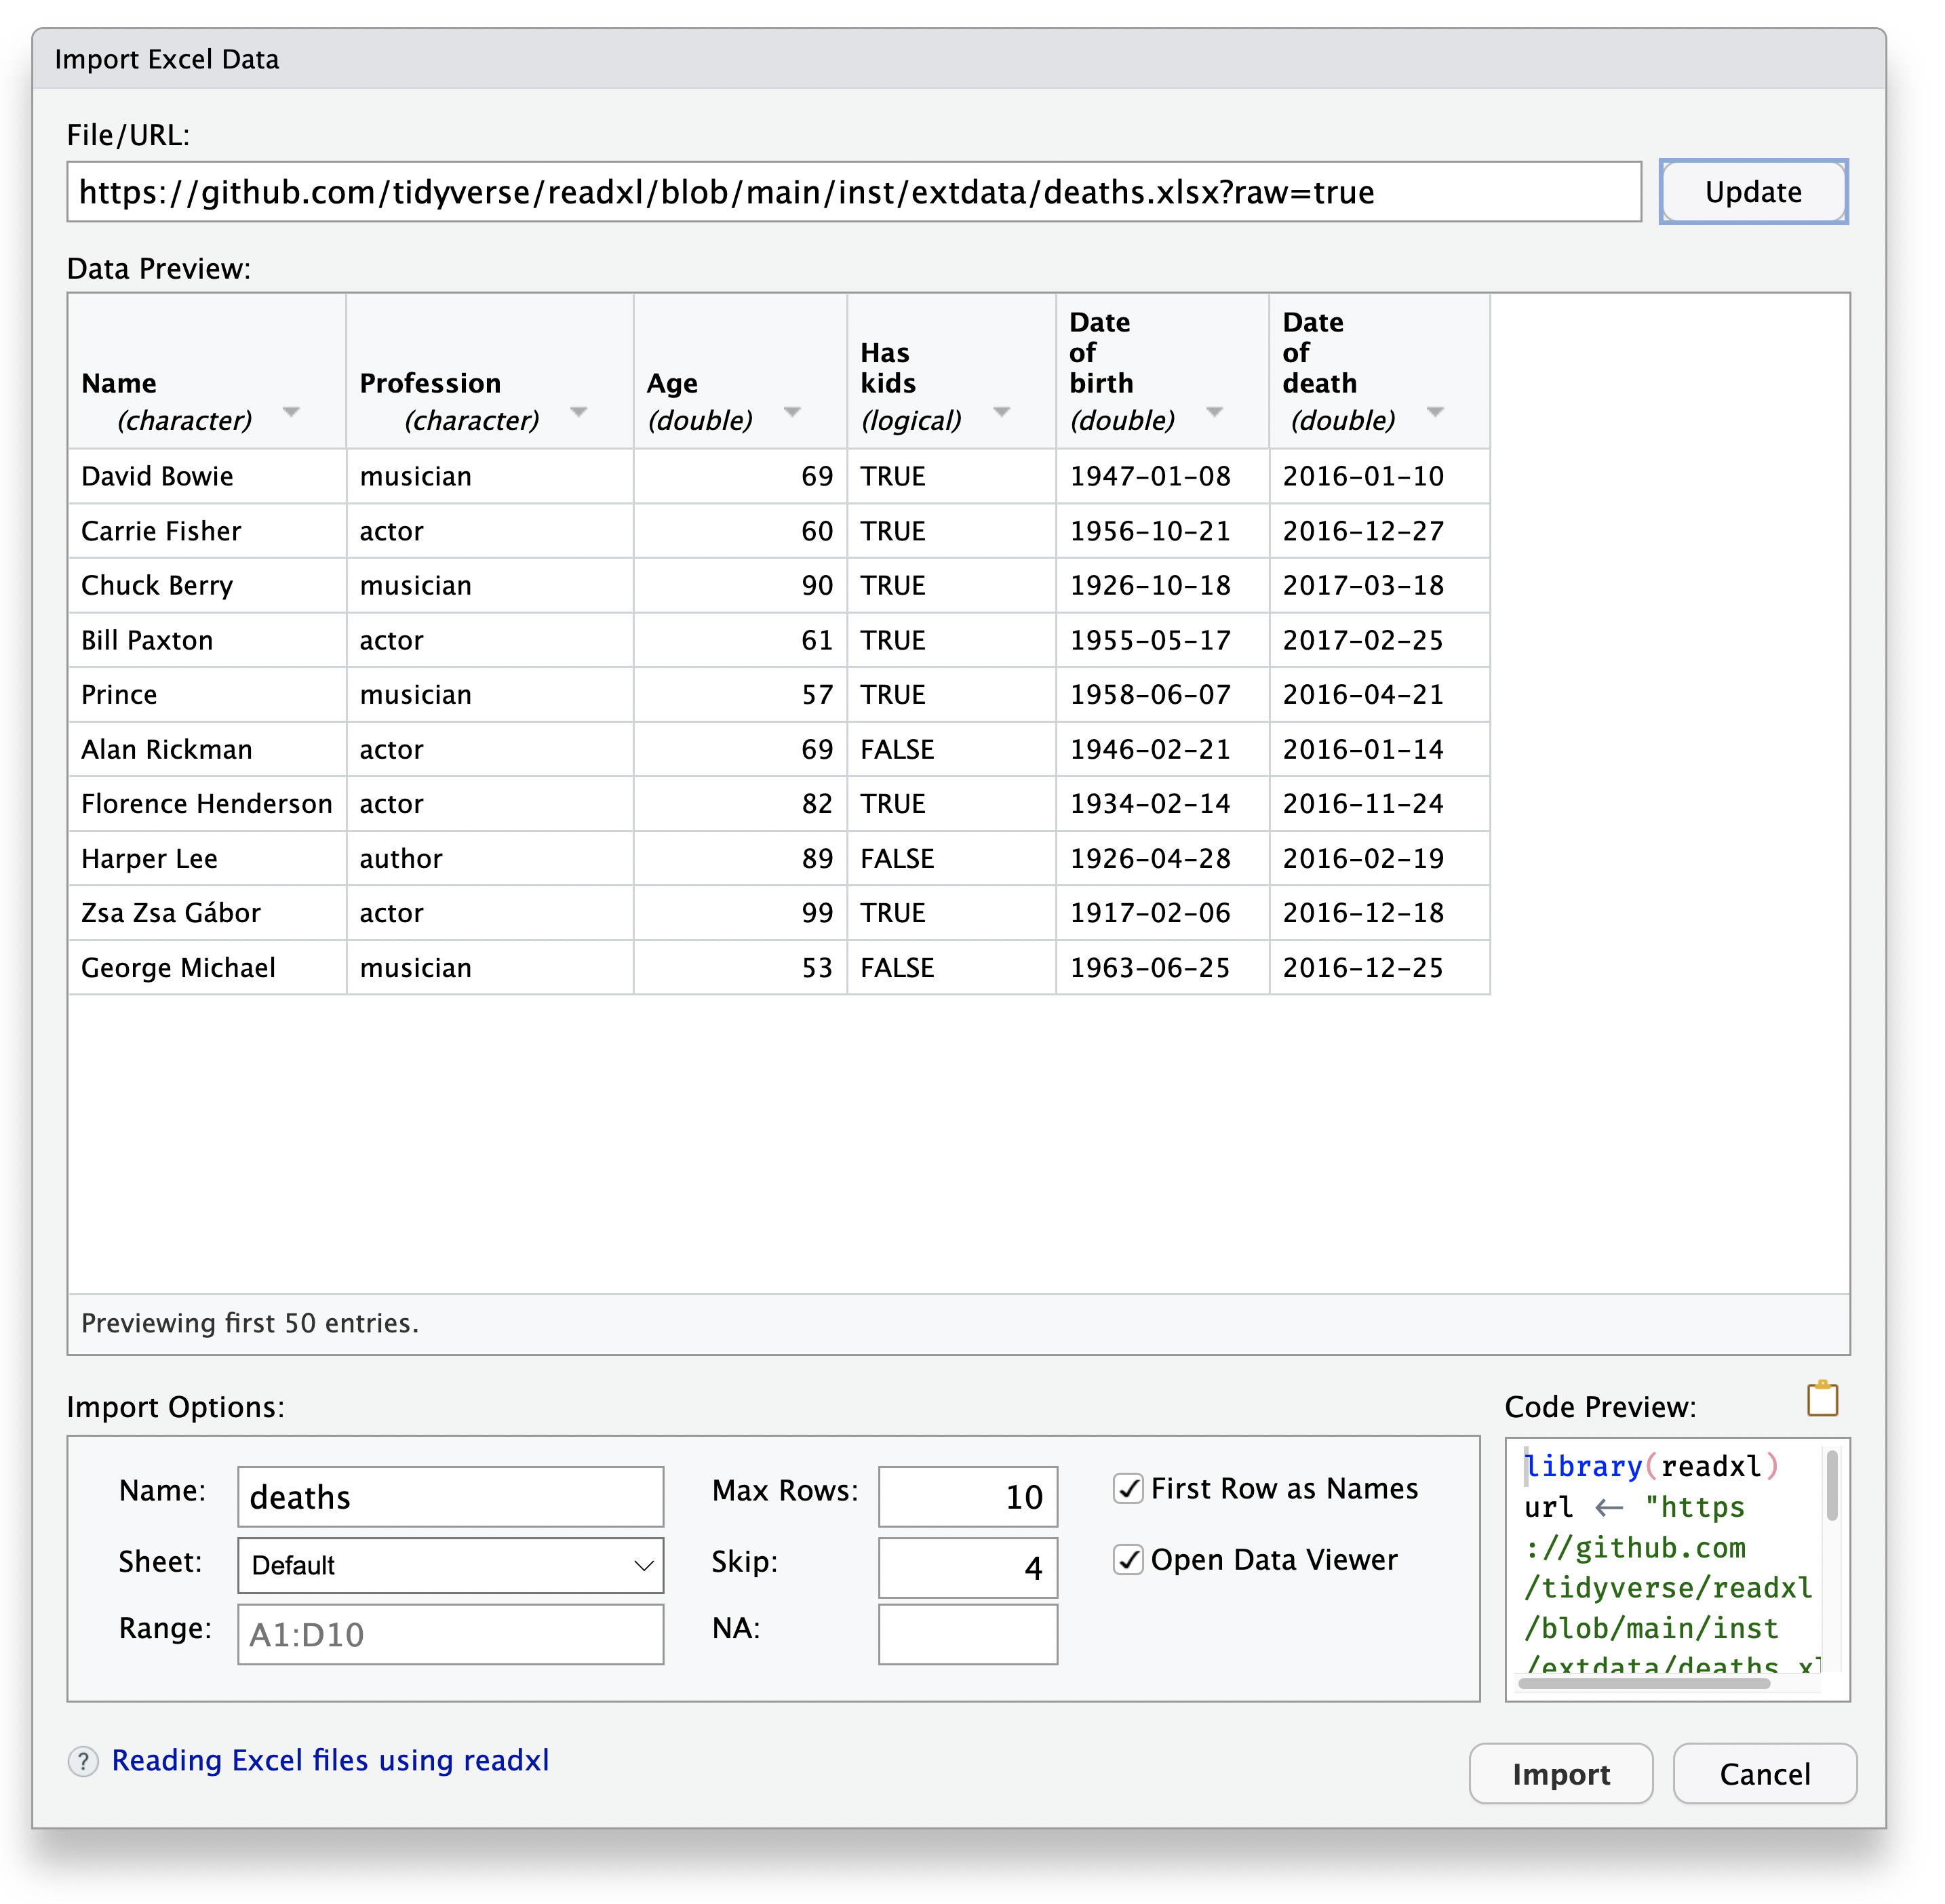 Import Excel Data
File/URL:
https://github.com/tidyverse/readxl/blob/main/inst/extdata/deaths.xlsx?raw=true Update
Data Preview:
Name (character) Profession (character) Age (double) Has kids (logical) Date of birth (double) Date of death (double)
David Bowie musician 69 TRUE 1947-01-08 2016-01-10
Carrie Fisher actor 60 TRUE 1956-10-21 2016-12-27
Chuck Berry musician 90 TRUE 1926-10-18 2017-03-18
Bill Paxton actor 61 TRUE 1955-05-17 2017-02-25
Prince musician 57 TRUE 1958-06-07 2016-04-21
Alan Rickman actor 69 FALSE 1946-02-21 2016-01-14
Florence Henderson actor 82 TRUE 1934-02-14 2016-11-24
Harper Lee author 89 FALSE 1926-04-28 2016-02-19
Zsa Zsa Gábor actor 99 TRUE 1917-02-06 2016-12-18
George Michael musician 53 FALSE 1963-06-25 2016-12-25
Previewing first 50 entries.
Import Options:
Name: deaths Max Rows: 10 First Row as Names
Sheet: Default Skip: 4 Open Data Viewer
Range: A1:D10 NA:
Code Preview:
library(readxl)
url ← "https
://github.com
/tidyverse/readxl
/blob/main/inst
/extdata/deaths.xl
? Reading Excel files using readxl
Import Cancel